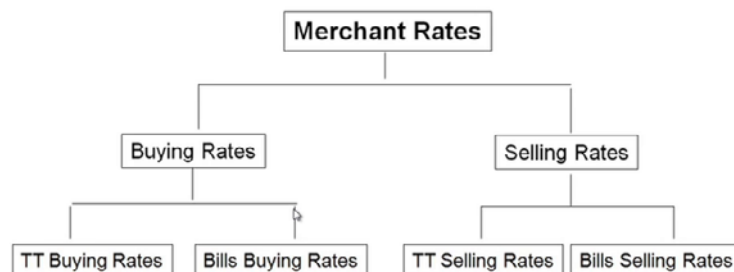 Merchant Rates
Buying Rates
Selling Rates
TT Buying Rates
Bills Buying Rates
TT Selling Rates
Bills Selling Rates